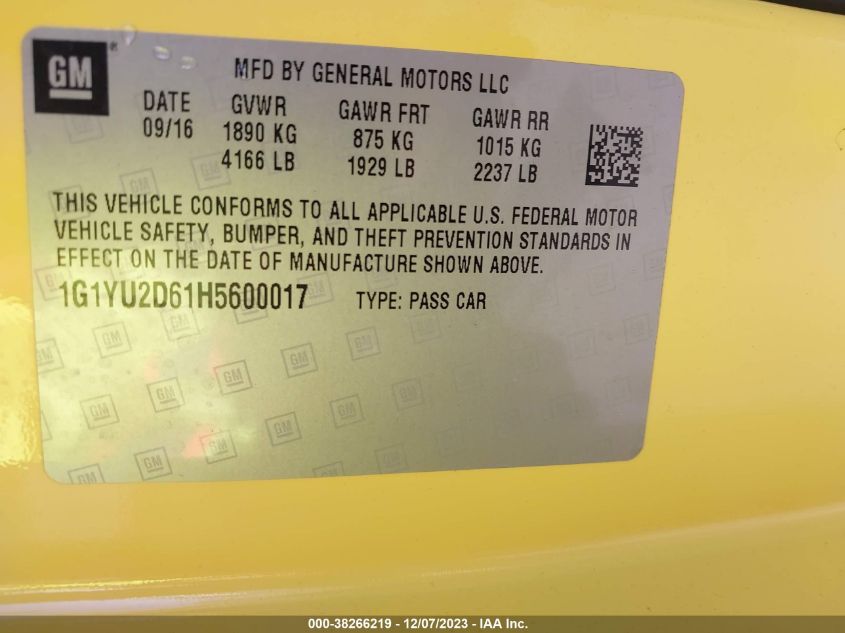 GM
MFD BY GENERAL MOTORS LLC
DATE GVWR GAWR FRT GAWR RR
09/16 1890 KG 875 KG 1015 KG
4166 LB 1929 LB 2237 LB
THIS VEHICLE CONFORMS TO ALL APPLICABLE U.S. FEDERAL MOTOR
VEHICLE SAFETY, BUMPER, AND THEFT PREVENTION STANDARDS IN
EFFECT ON THE DATE OF MANUFACTURE SHOWN ABOVE.
1G1YU2D61H5600017 TYPE: PASS CAR
000-38266219 - 12/07/2023 - IAA Inc.